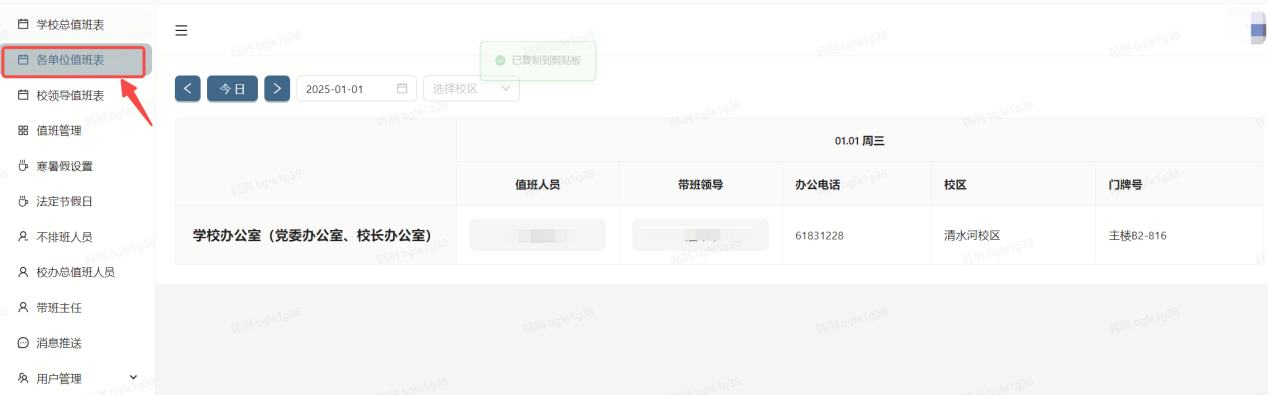 学校总值班表
各单位值班表
校领导值班表
值班管理
寒暑假设置
法定节假日
不排班人员
校办总值班人员
带班主任
消息推送
用户管理
已复制到剪贴板
今日 2025-01-01 选择校区
01.01 周三
值班人员 带班领导 办公电话 校区 门牌号
学校办公室（党委办公室、校长办公室） 61831228 清水河校区 主楼B2-816